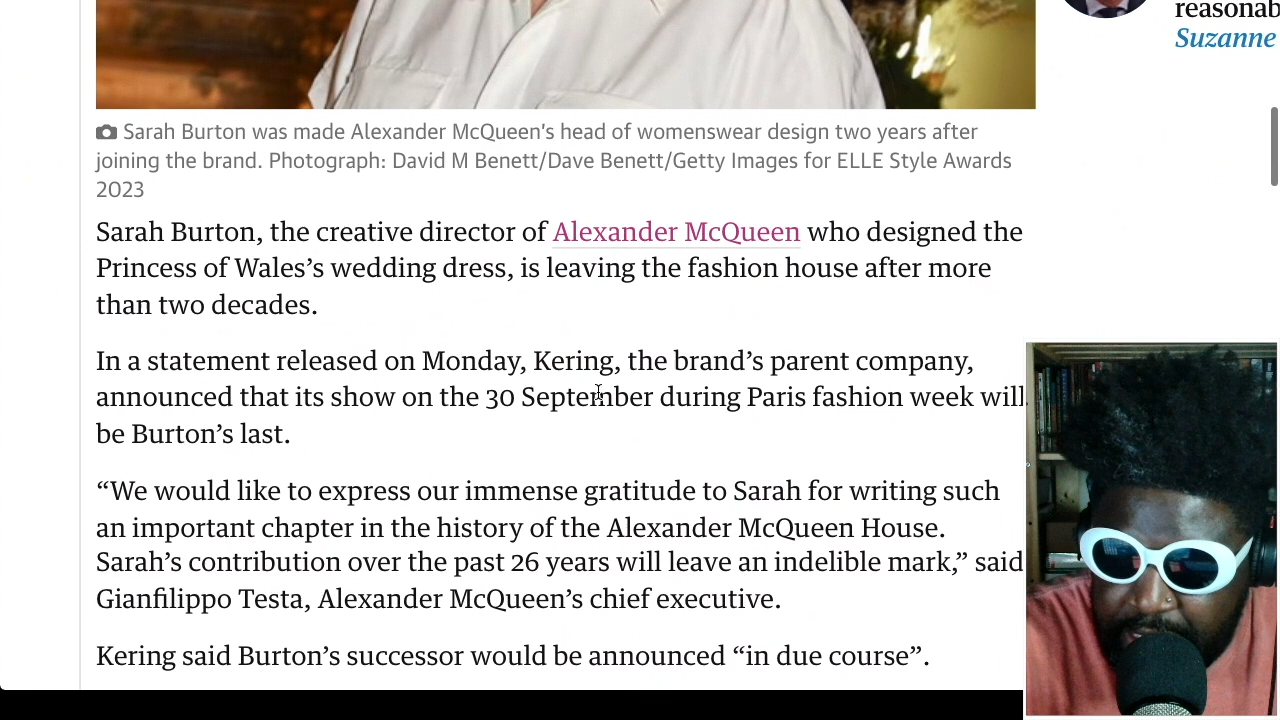 reasonab
Suzanne
Sarah Burton was made Alexander McQueen's head of womenswear design two years after
joining the brand. Photograph: David M Benett/Dave Benett/Getty Images for ELLE Style Awards
2023
Sarah Burton, the creative director of Alexander McQueen who designed the
Princess of Wales’s wedding dress, is leaving the fashion house after more
than two decades.
In a statement released on Monday, Kering, the brand’s parent company,
announced that its show on the 30 September during Paris fashion week will
be Burton’s last.
“We would like to express our immense gratitude to Sarah for writing such
an important chapter in the history of the Alexander McQueen House.
Sarah’s contribution over the past 26 years will leave an indelible mark,” said
Gianfilippo Testa, Alexander McQueen’s chief executive.
Kering said Burton’s successor would be announced “in due course”.